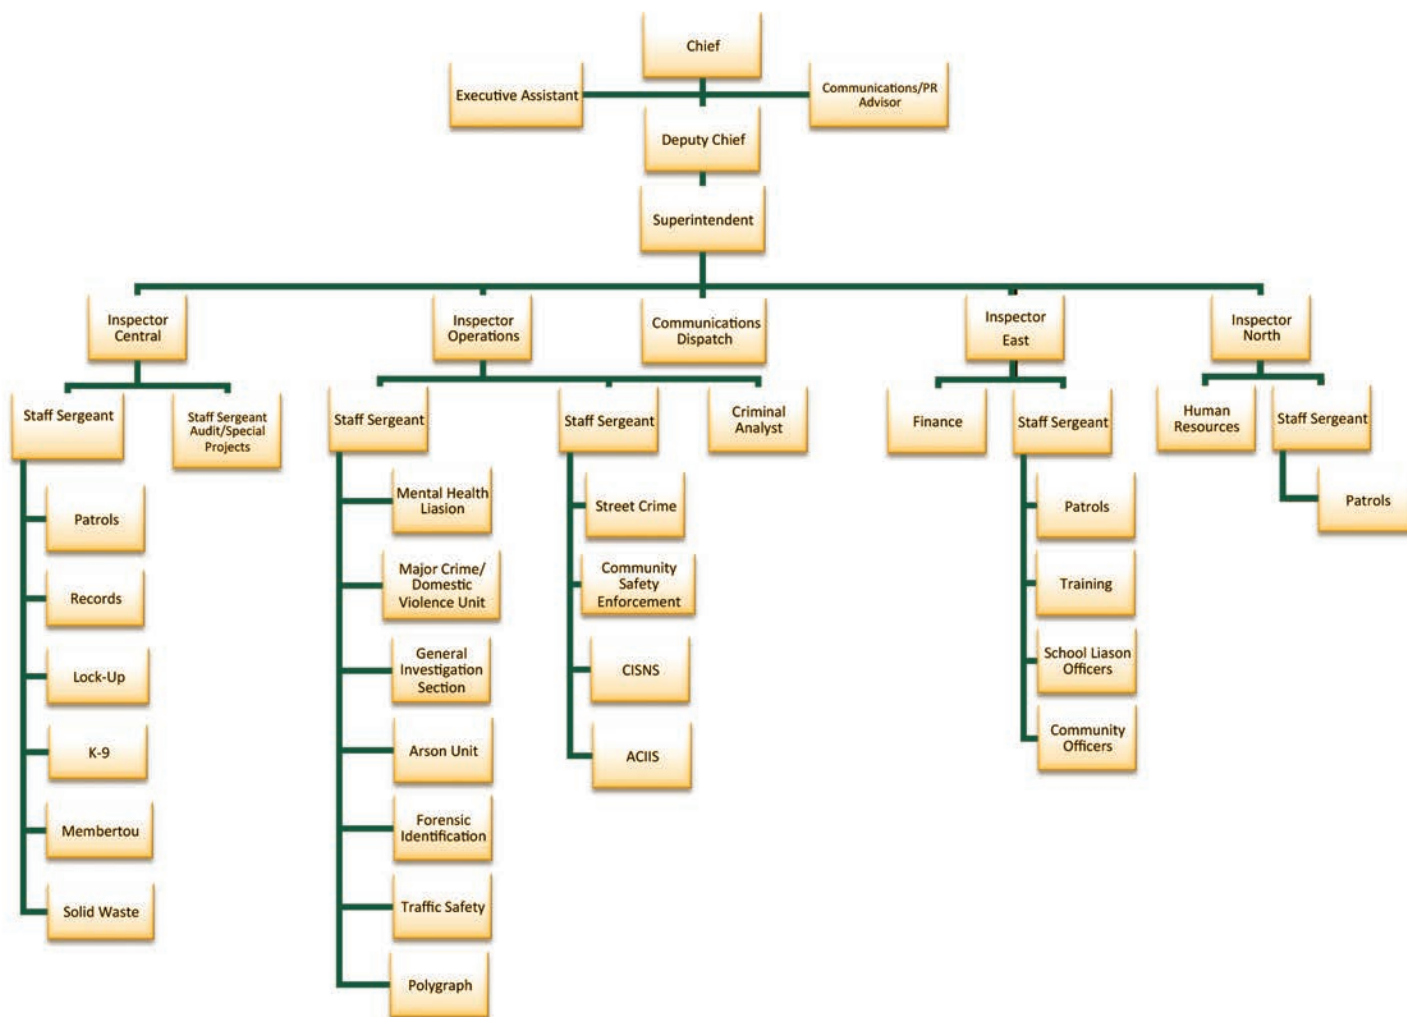 Chief
Executive Assistant
Communications/PR
Advisor
Deputy Chief
Superintendent
Inspector
Central
Inspector
Operations
Communications
Dispatch
Inspector
East
Inspector
North
Staff Sergeant
Staff Sergeant
Audit/Special
Projects
Staff Sergeant
Staff Sergeant
Criminal
Analyst
Finance
Staff Sergeant
Human
Resources
Staff Sergeant
Patrols
Records
Lock-Up
K-9
Membertou
Solid Waste
Mental Health
Liasion
Major Crime/
Domestic
Violence Unit
General
Investigation
Section
Arson Unit
Forensic
Identification
Traffic Safety
Polygraph
Street Crime
Community
Safety
Enforcement
CISNS
ACIIS
Patrols
Training
School Liason
Officers
Community
Officers
Patrols